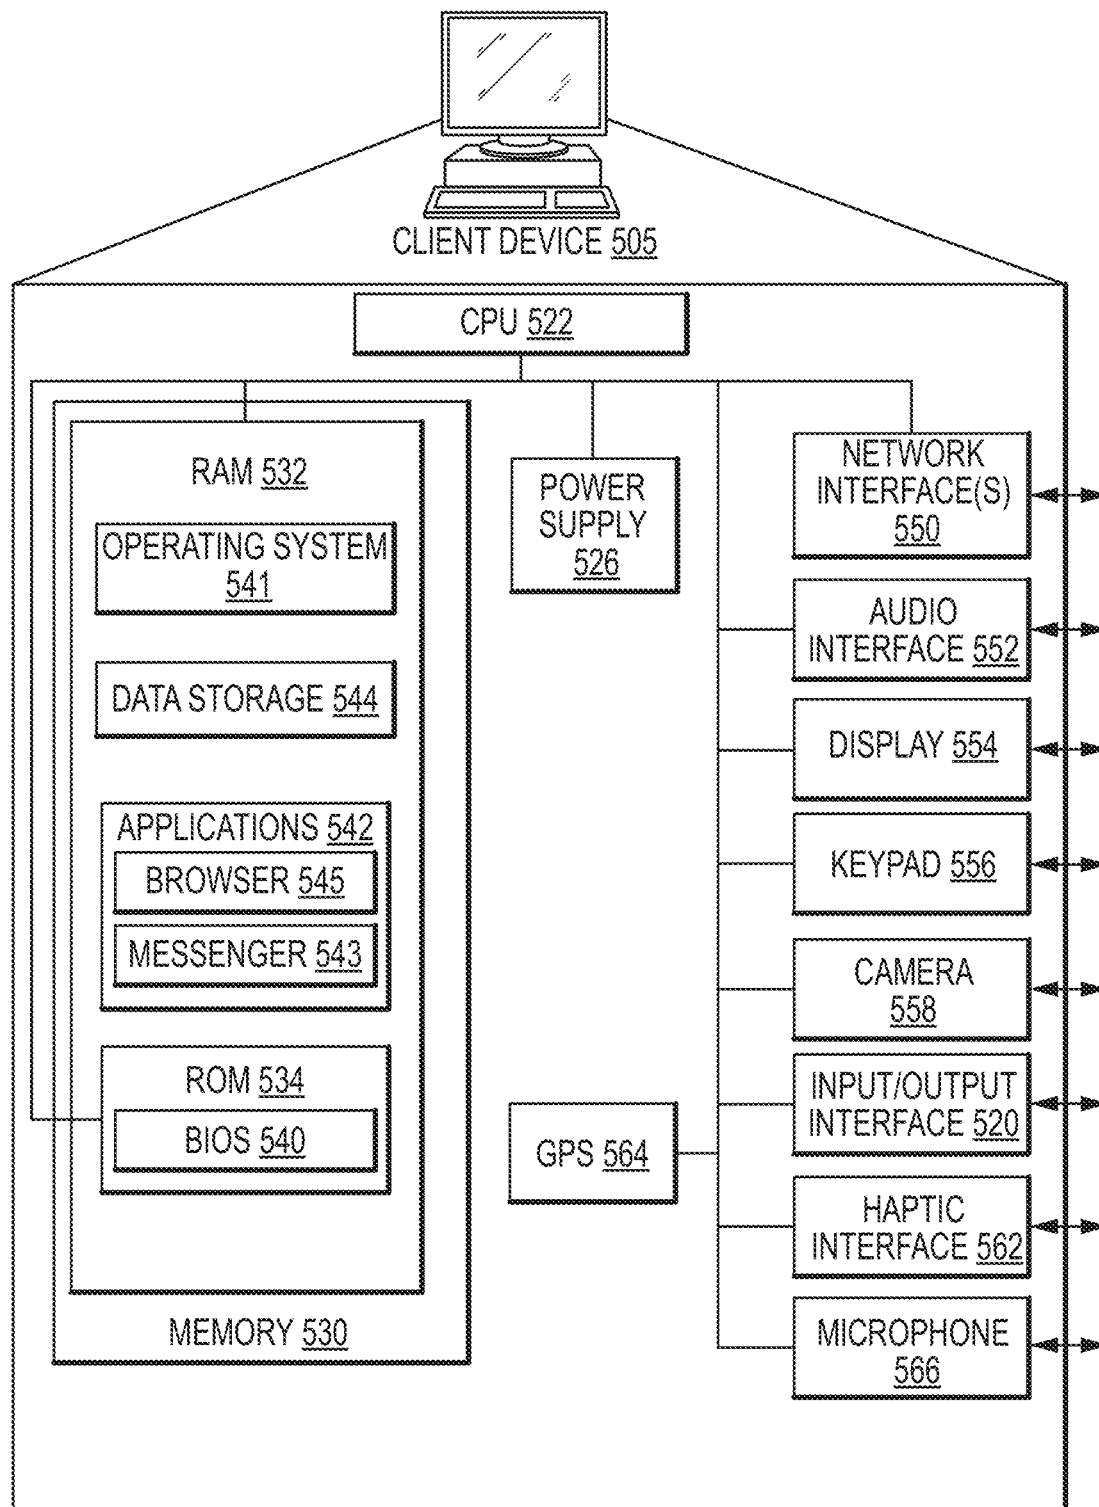 CLIENT DEVICE 505
CPU 522
RAM 532
OPERATING SYSTEM
541
DATA STORAGE 544
APPLICATIONS 542
BROWSER 545
MESSENGER 543
ROM 534
BIOS 540
MEMORY 530
POWER
SUPPLY
526
GPS 564
NETWORK
INTERFACE(S)
550
AUDIO
INTERFACE 552
DISPLAY 554
KEYPAD 556
CAMERA
558
INPUT/OUTPUT
INTERFACE 520
HAPTIC
INTERFACE 562
MICROPHONE
566